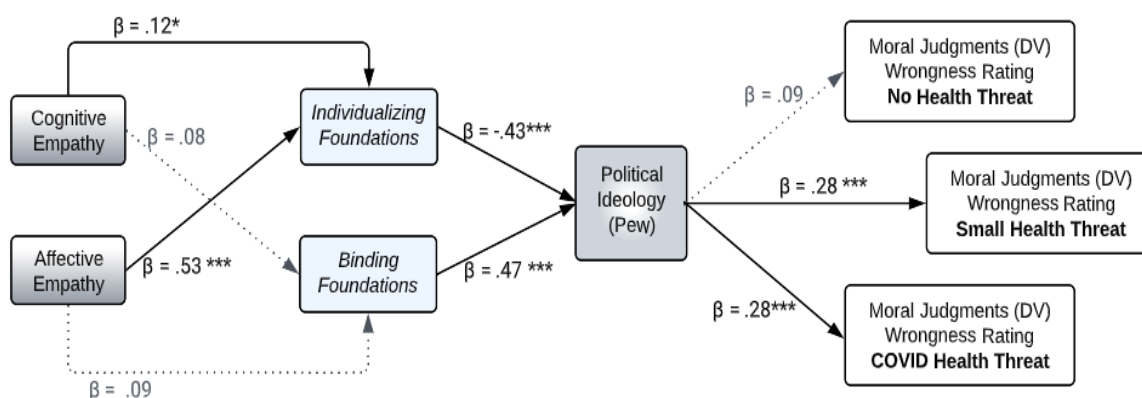 β = .12*
Cognitive
Empathy
β = .08
Individualizing
Foundations
β = -.43***
Affective
Empathy
β = .53 ***
Binding
Foundations
β = .47 ***
β = .09
Political
Ideology
(Pew)
β = .09
Moral Judgments (DV)
Wrongness Rating
No Health Threat
β = .28 ***
Moral Judgments (DV)
Wrongness Rating
Small Health Threat
β = .28***
Moral Judgments (DV)
Wrongness Rating
COVID Health Threat